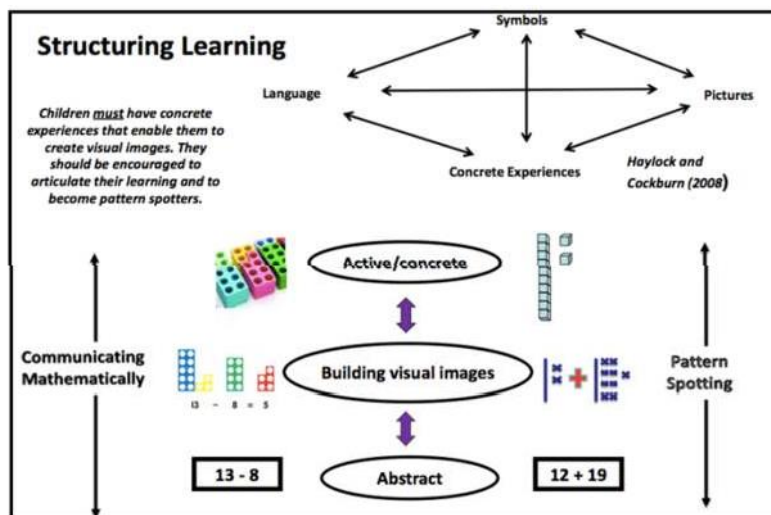 Structuring Learning
Symbols
Language
Pictures
Children must have concrete
experiences that enable them to
create visual images. They
should be encouraged to
articulate their learning and to
become pattern spotters.
Concrete Experiences
Haylock and
Cockburn (2008)
Active/concrete
Communicating
Mathematically
Building visual images
Pattern
Spotting
13 - 8 = 5
13 - 8
Abstract
12 + 19